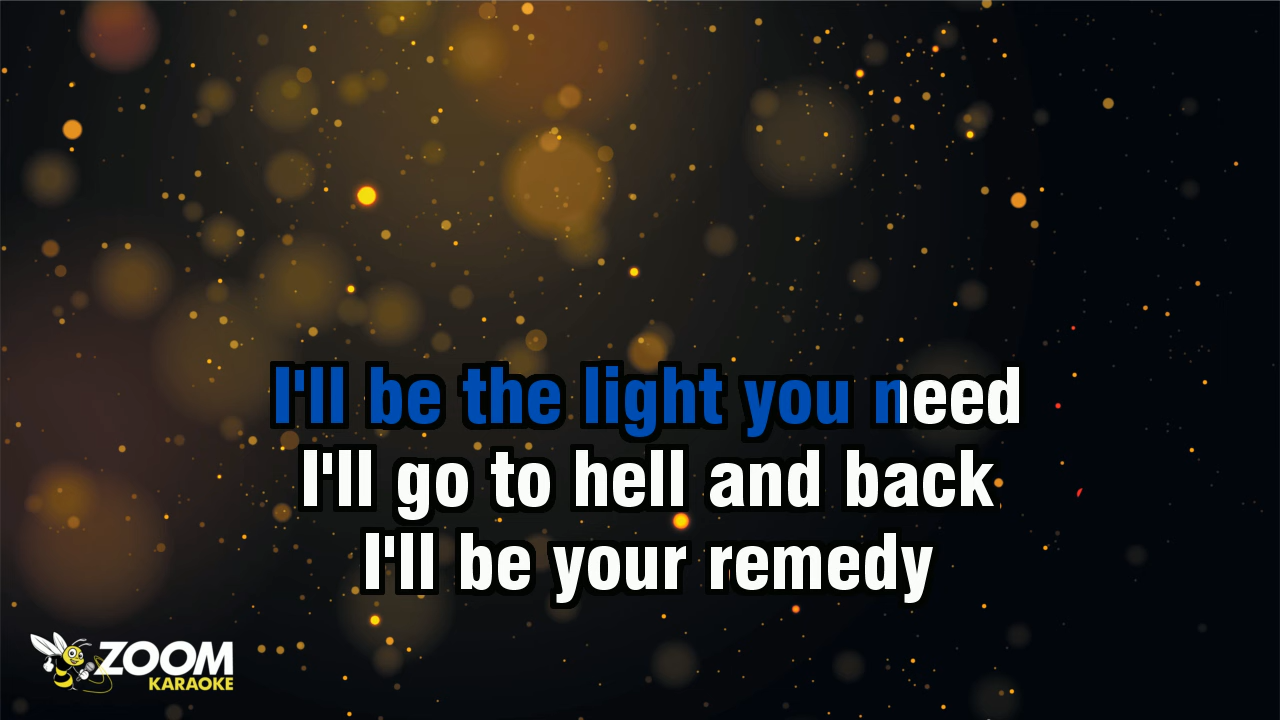 I'll be the light you need
I'll go to hell and back
I'll be your remedy
ZOOM
KARAOKE